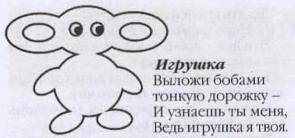 Игрушка
Выложи бобами
тонкую дорожку –
И узнаешь ты меня,
Ведь игрушка я твоя.